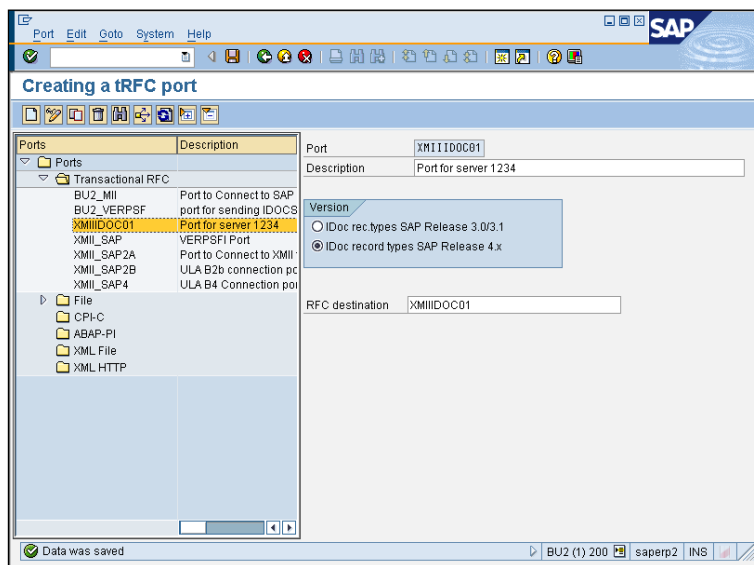 Port Edit Goto System Help
SAP
Creating a tRFC port
Ports Description
Ports
Transactional RFC
BU2_MII Port to Connect to SAP
BU2_VERPSF port for sending IDOCS
XMIIIDOC01 Port for server 1234
XMII_SAP VERPSFI Port
XMII_SAP2A Port to Connect to XMII
XMII_SAP2B ULA B2b connection po
XMII_SAP4 ULA B4 Connection por
File
CPI-C
ABAP-PI
XML File
XML HTTP
Port XMIIIDOC01
Description Port for server 1234
Version
IDoc rec.types SAP Release 3.0/3.1
IDoc record types SAP Release 4.x
RFC destination XMIIIDOC01
Data was saved
BU2 (1) 200 saperp2 INS